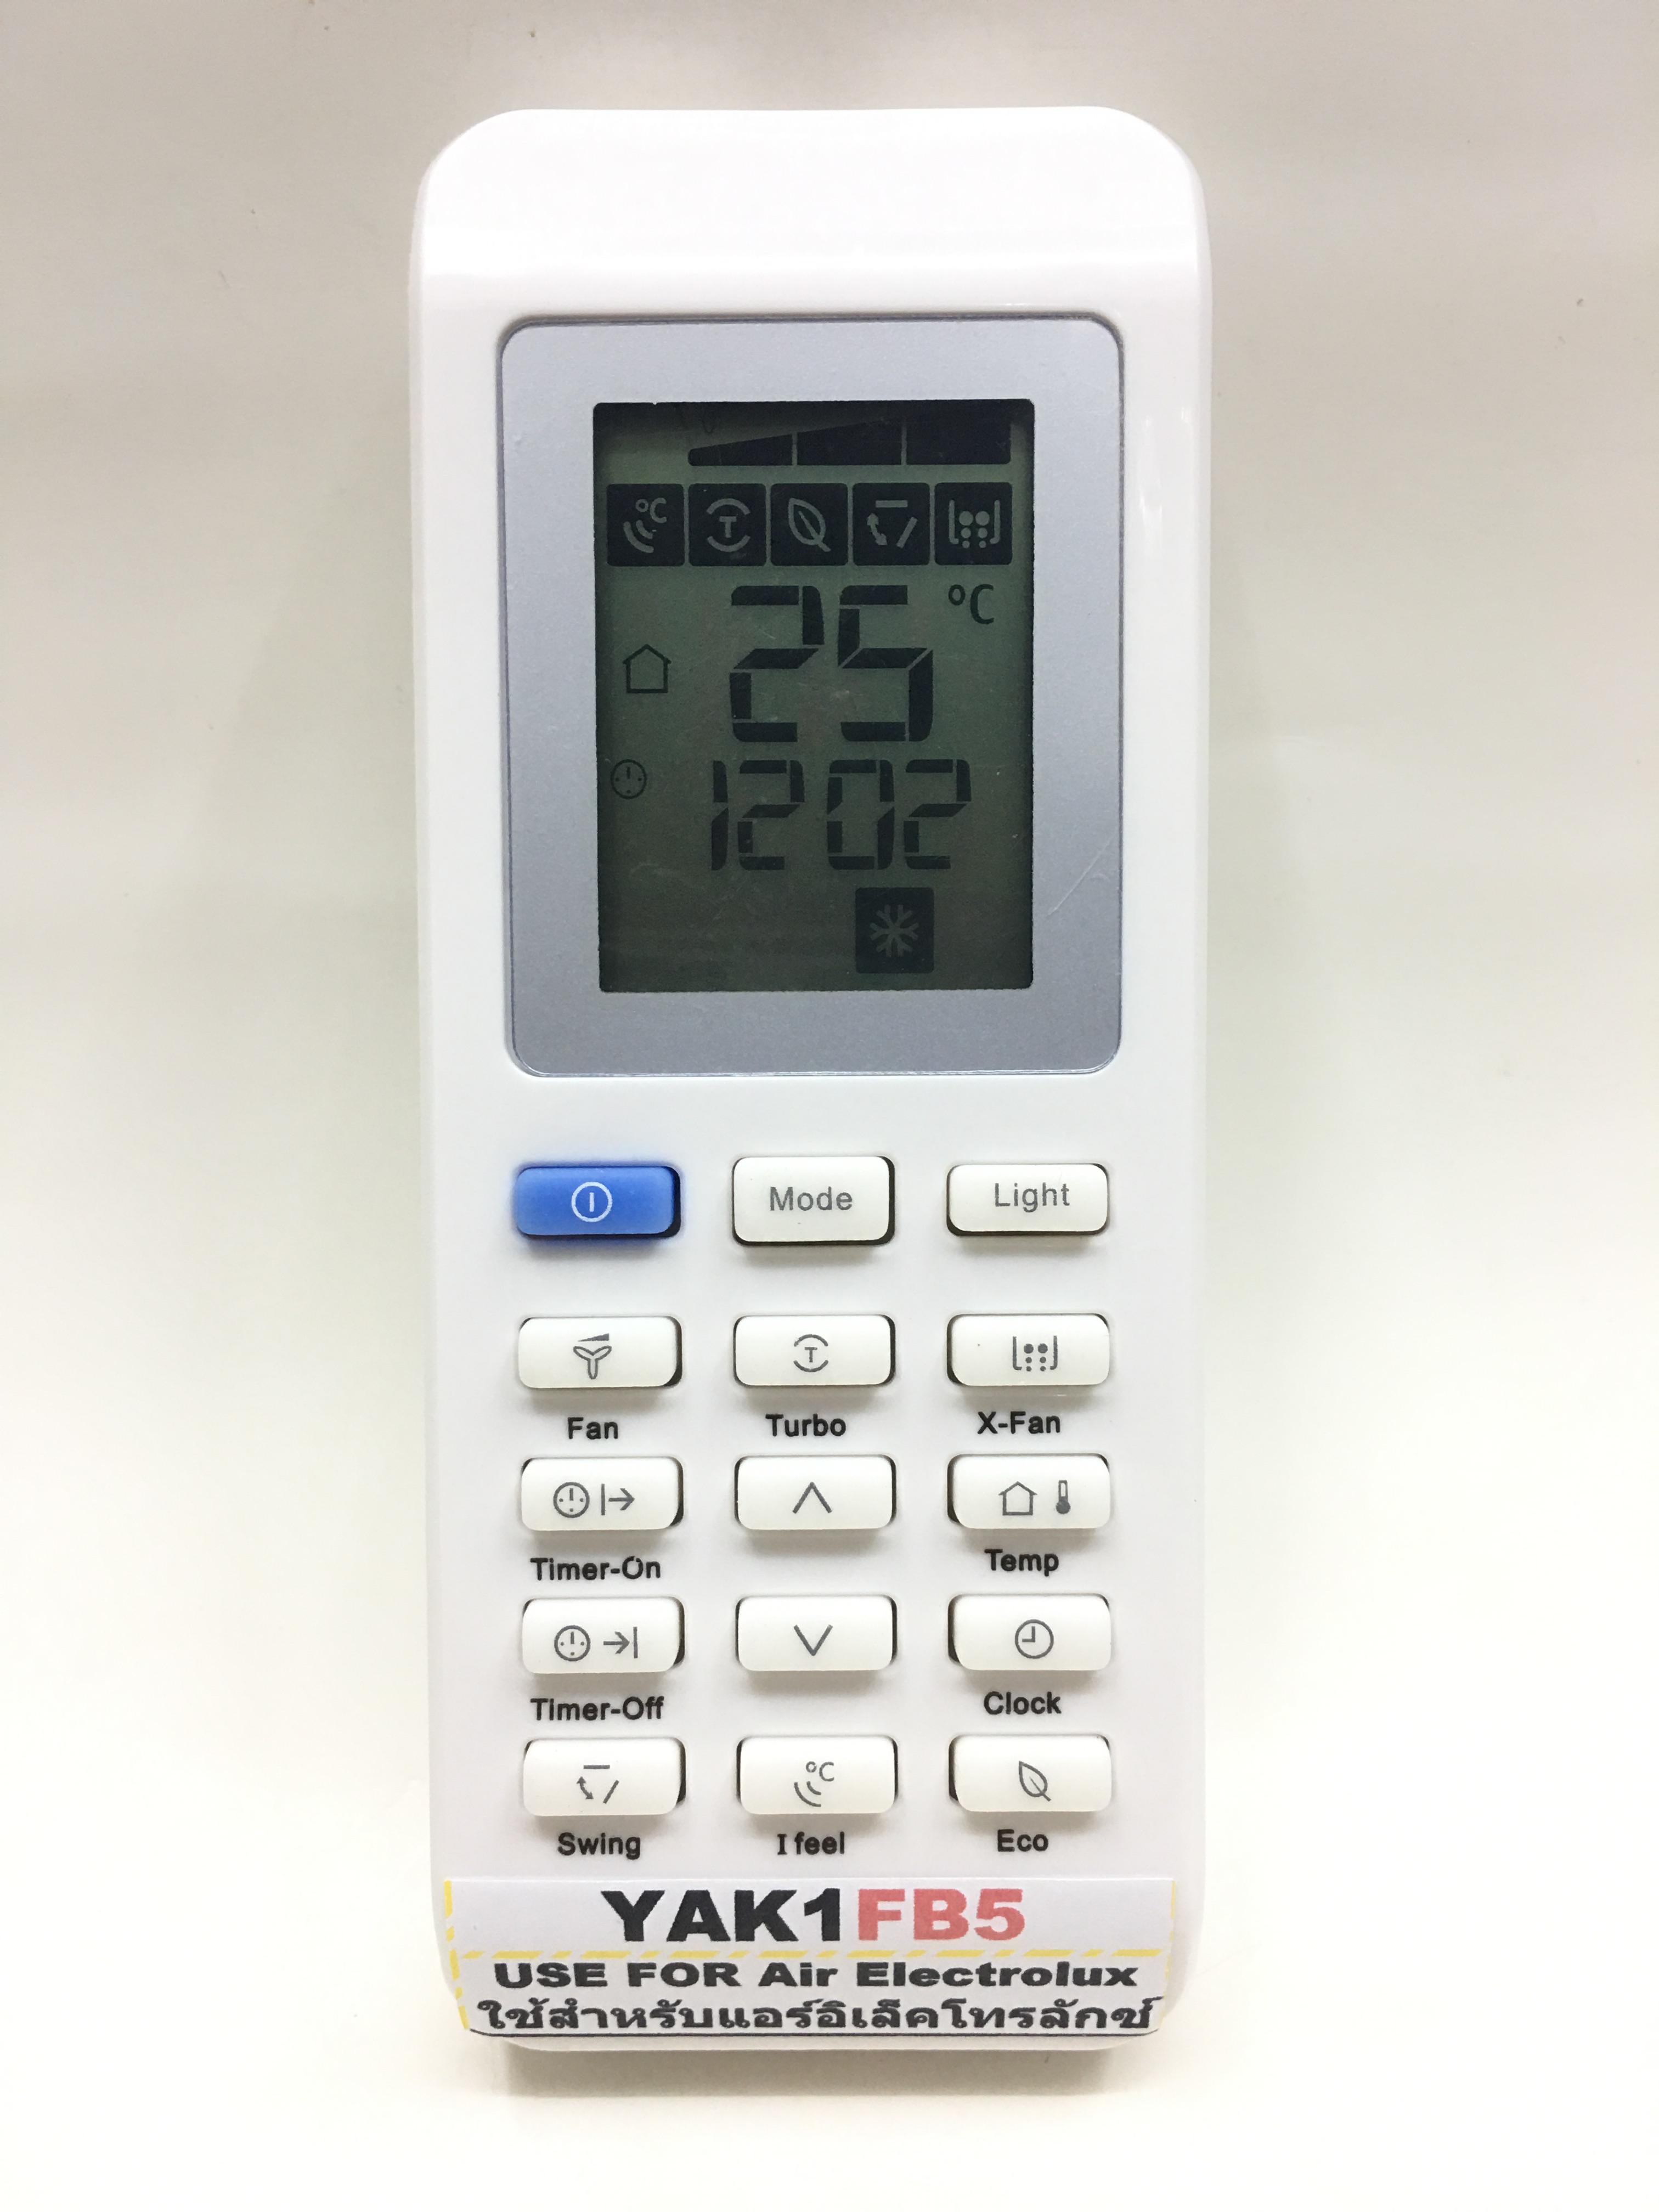 25 °C
12 02
Mode Light
Fan Turbo X-Fan
Timer-On Temp
Timer-Off Clock
°C
Swing I feel Eco
YAK1FB5
USE FOR Air Electrolux
ใช้สำหรับแอร์อิเล็คโทรลักซ์